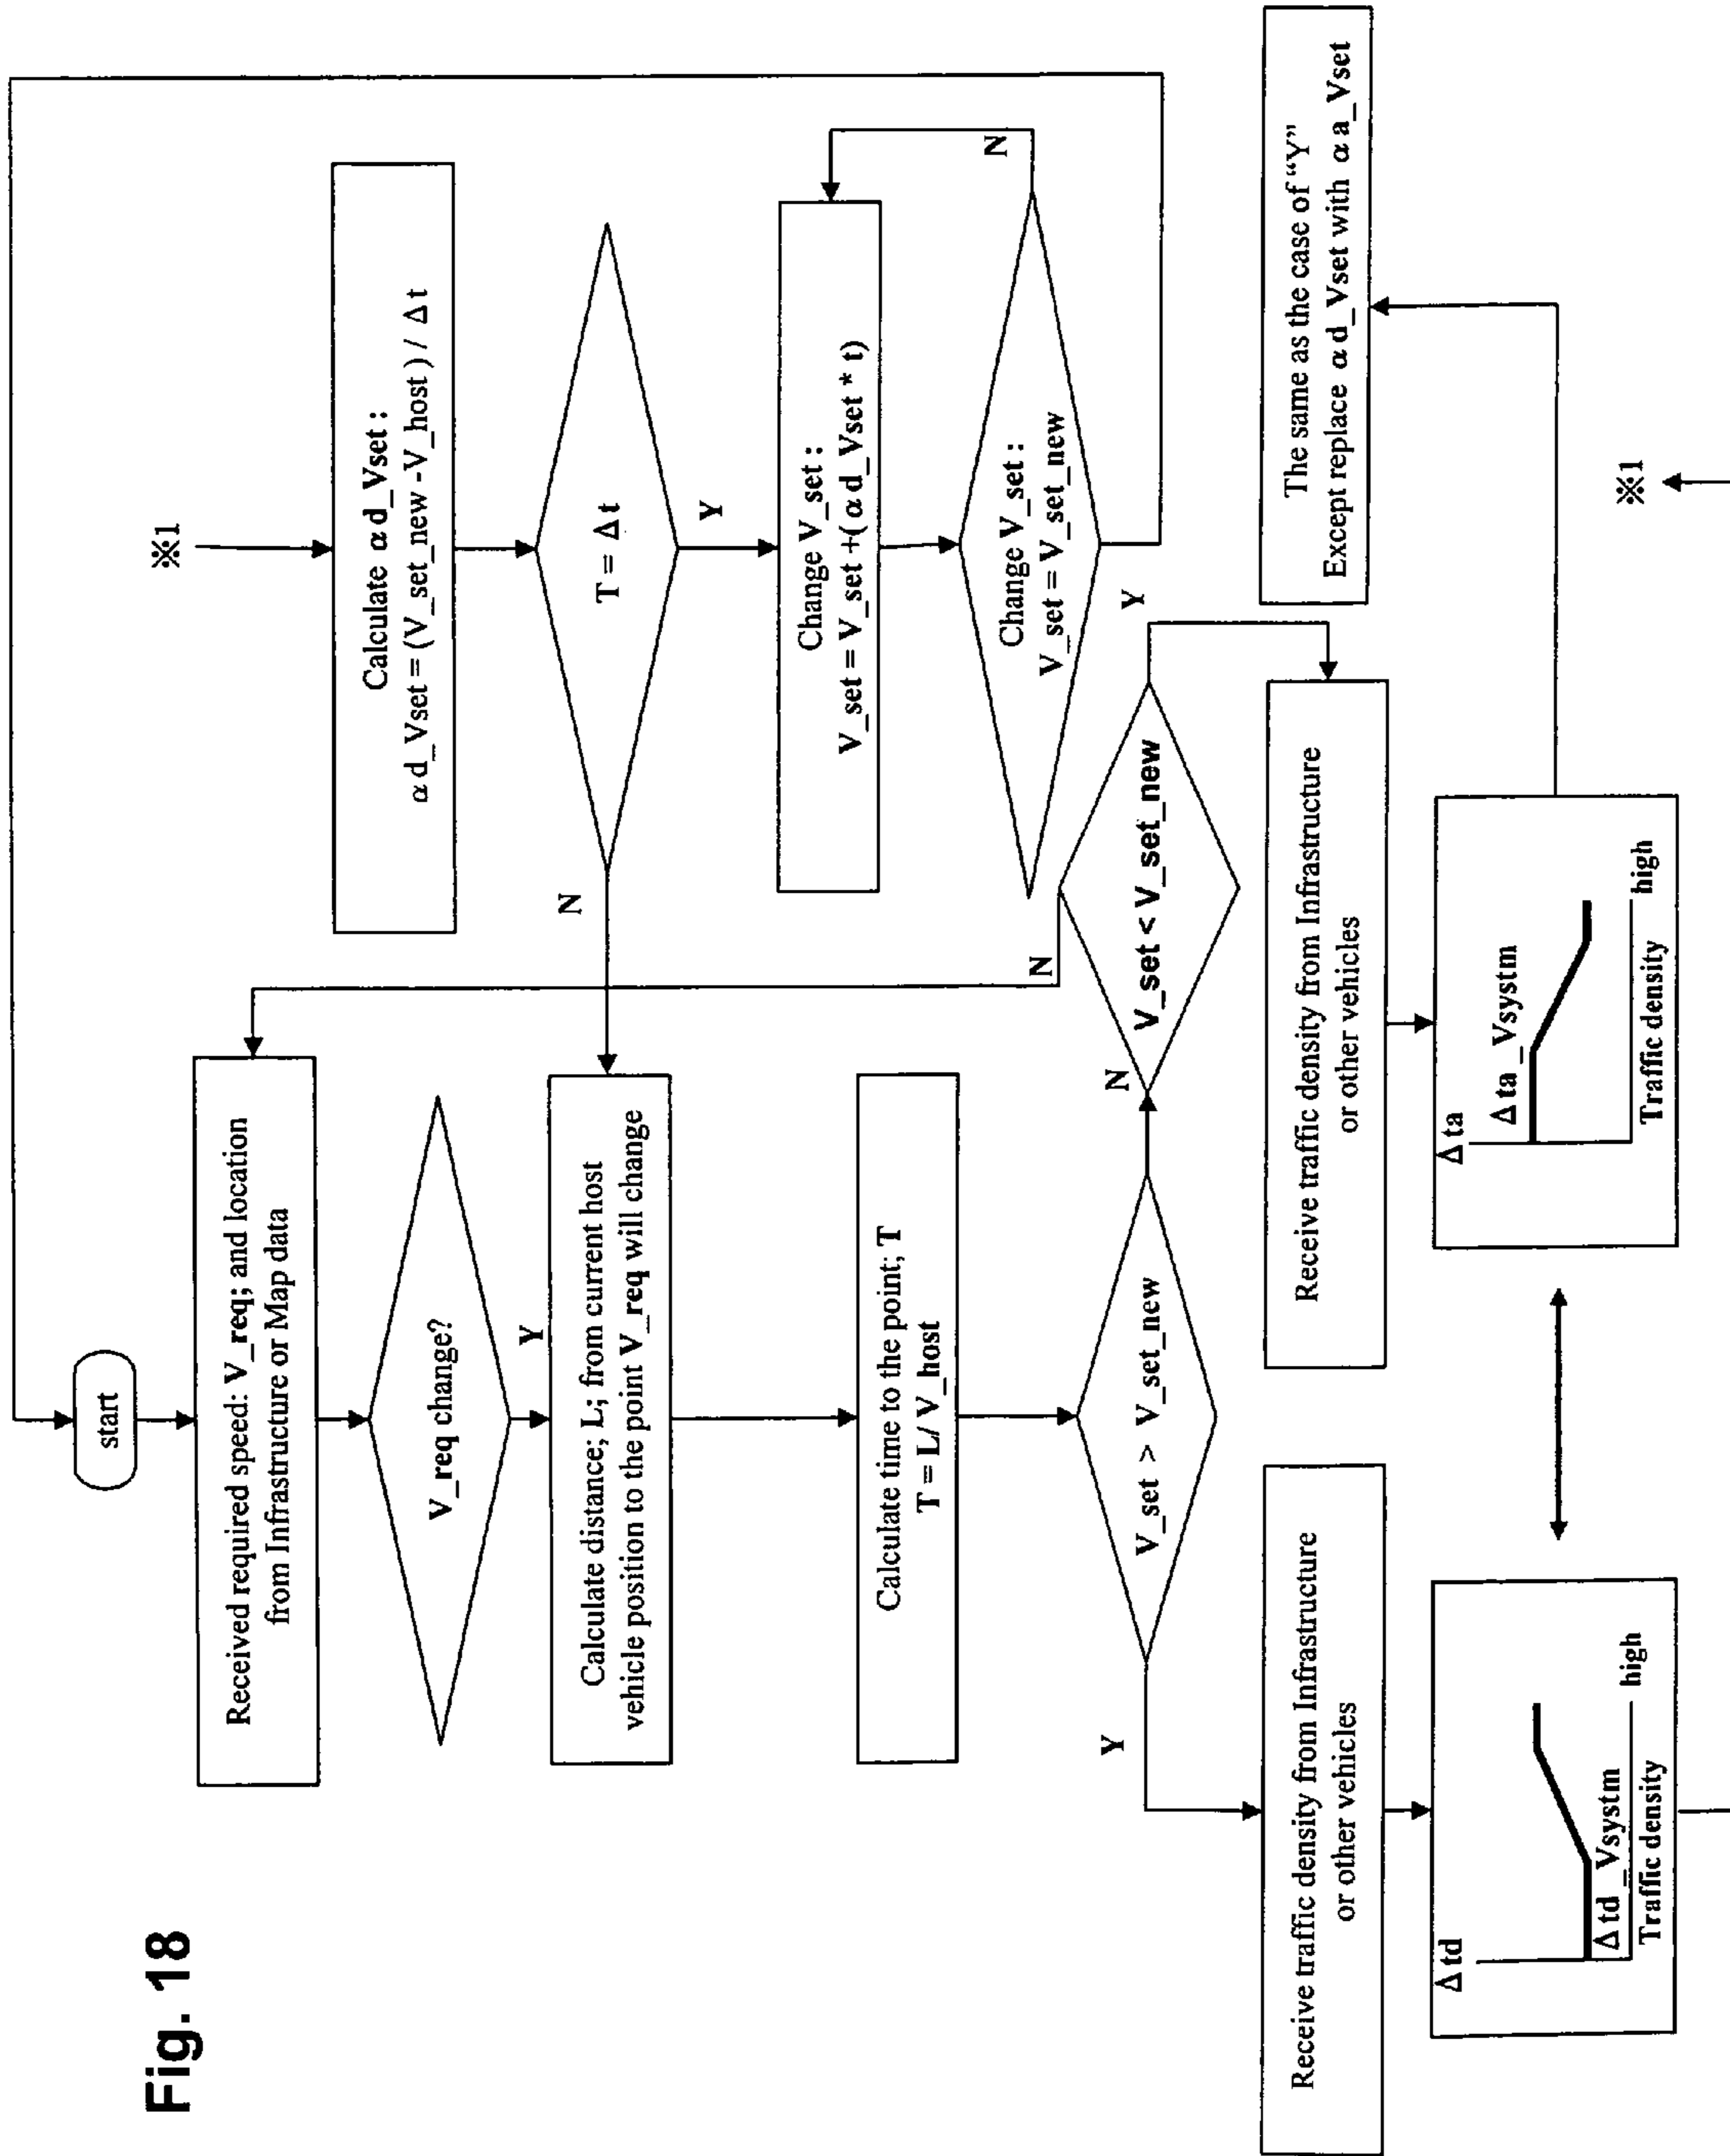 Fig. 18
start
Received required speed: V_req; and location
from Infrastructure or Map data
V_req change?
Y
Calculate distance; L; from current host
vehicle position to the point V_req will change
Calculate time to the point; T
T = L/ V_host
V_set > V_set_new
Y
N
Receive traffic density from Infrastructure
or other vehicles
Δtd
Δtd_Vsystm
high
Traffic density
V_set < V_set_new
N
Y
Receive traffic density from Infrastructure
or other vehicles
Δta
Δta_Vsystm
high
Traffic density
The same as the case of "Y"
Except replace αd_Vset with αa_Vset
※1
※1
Calculate αd_Vset :
αd_Vset = (V_set_new -V_host) / Δt
T = Δt
N
Y
Change V_set :
V_set = V_set +(αd_Vset * t)
Change V_set :
V_set = V_set_new
N
Y